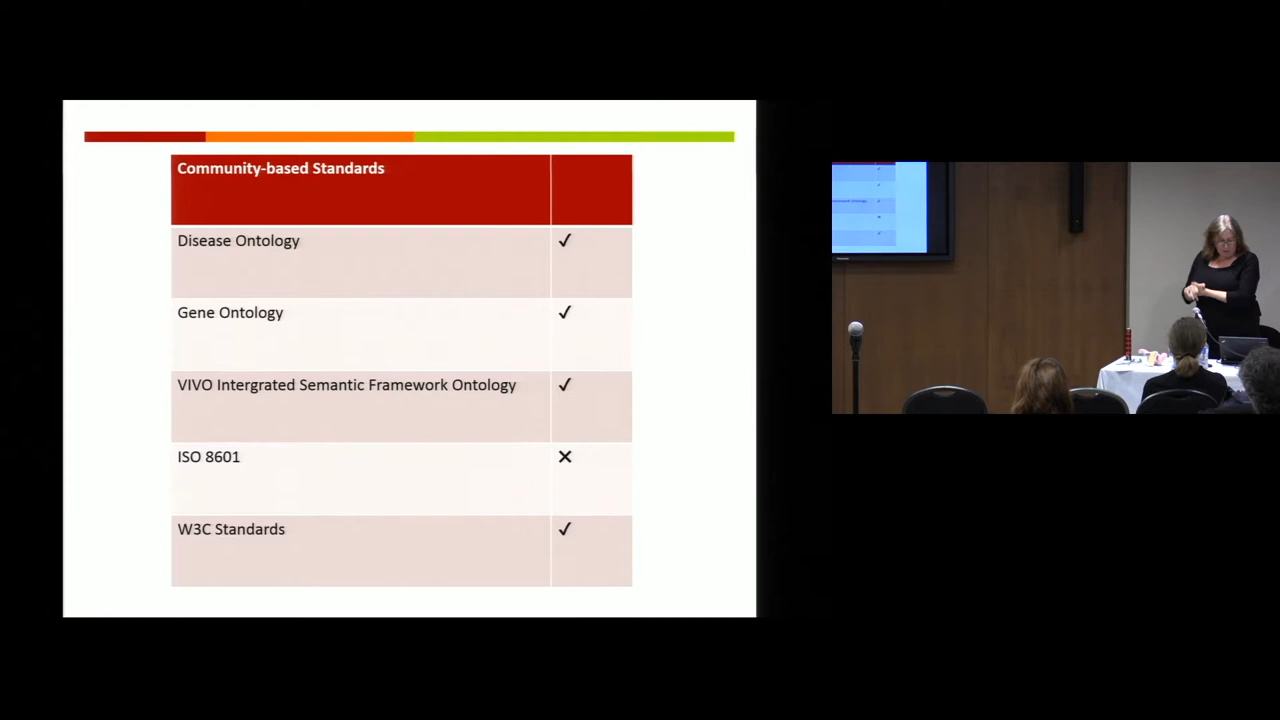 Community-based Standards
Disease Ontology ✓
Gene Ontology ✓
VIVO Intergrated Semantic Framework Ontology ✓
ISO 8601 ✕
W3C Standards ✓